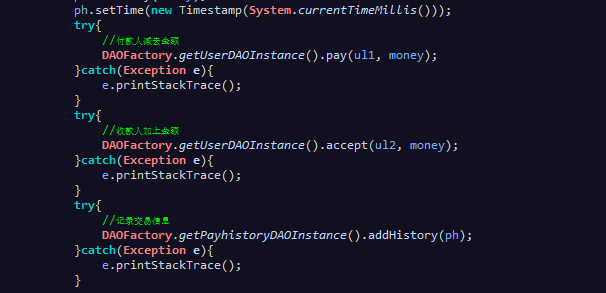 ph.setTime(new Timestamp(System.currentTimeMillis()));
try{
//付款人减去金额
DAOFactory.getUserDAOInstance().pay(ul1, money);
}catch(Exception e){
e.printStackTrace();
}
try{
//收款人加上金额
DAOFactory.getUserDAOInstance().accept(ul2, money);
}catch(Exception e){
e.printStackTrace();
}
try{
//记录交易信息
DAOFactory.getPayhistoryDAOInstance().addHistory(ph);
}catch(Exception e){
e.printStackTrace();
}